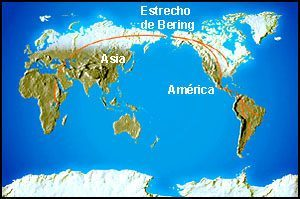 Estrecho
de Bering
Asia
América